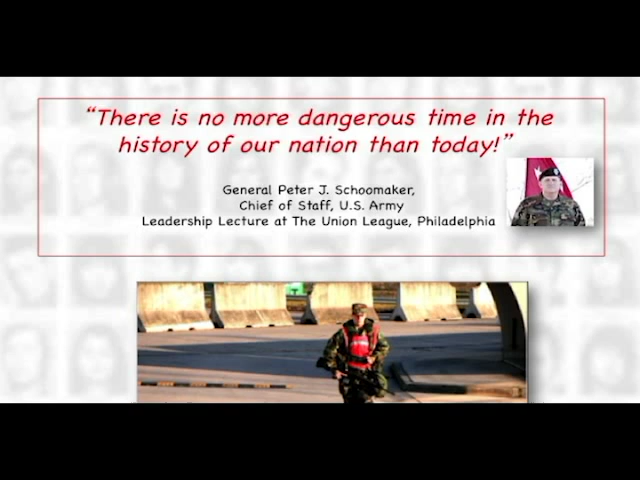 “There is no more dangerous time in the
history of our nation than today!”
General Peter J. Schoomaker,
Chief of Staff, U.S. Army
Leadership Lecture at The Union League, Philadelphia